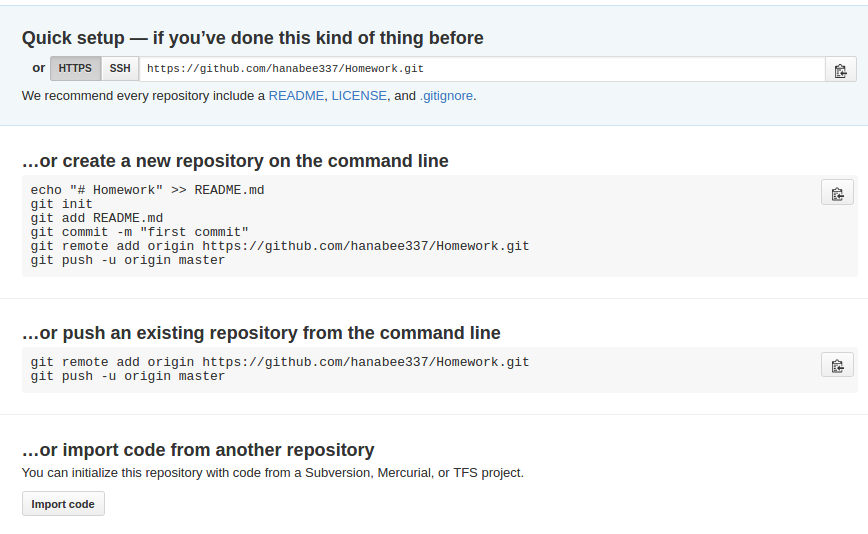 Quick setup — if you’ve done this kind of thing before
or HTTPS SSH https://github.com/hanabee337/Homework.git
We recommend every repository include a README, LICENSE, and .gitignore.
…or create a new repository on the command line
echo "# Homework" >> README.md
git init
git add README.md
git commit -m "first commit"
git remote add origin https://github.com/hanabee337/Homework.git
git push -u origin master
…or push an existing repository from the command line
git remote add origin https://github.com/hanabee337/Homework.git
git push -u origin master
…or import code from another repository
You can initialize this repository with code from a Subversion, Mercurial, or TFS project.
Import code